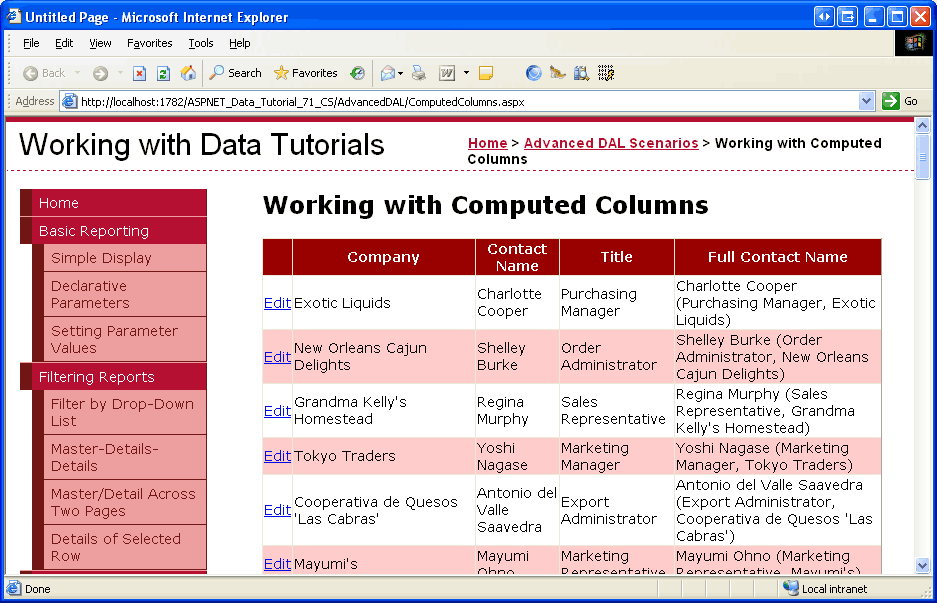 Untitled Page - Microsoft Internet Explorer
File Edit View Favorites Tools Help
Back Search Favorites
Address http://localhost:1782/ASPNET_Data_Tutorial_71_CS/AdvancedDAL/ComputedColumns.aspx Go
Working with Data Tutorials
Home > Advanced DAL Scenarios > Working with Computed
Columns
Home
Basic Reporting
Simple Display
Declarative
Parameters
Setting Parameter
Values
Filtering Reports
Filter by Drop-Down
List
Master-Details-
Details
Master/Detail Across
Two Pages
Details of Selected
Row
Working with Computed Columns
Company Contact Name Title Full Contact Name
Edit Exotic Liquids Charlotte Cooper Purchasing Manager Charlotte Cooper (Purchasing Manager, Exotic Liquids)
Edit New Orleans Cajun Delights Shelley Burke Order Administrator Shelley Burke (Order Administrator, New Orleans Cajun Delights)
Edit Grandma Kelly's Homestead Regina Murphy Sales Representative Regina Murphy (Sales Representative, Grandma Kelly's Homestead)
Edit Tokyo Traders Yoshi Nagase Marketing Manager Yoshi Nagase (Marketing Manager, Tokyo Traders)
Edit Cooperativa de Quesos 'Las Cabras' Antonio del Valle Saavedra Export Administrator Antonio del Valle Saavedra (Export Administrator, Cooperativa de Quesos 'Las Cabras')
Edit Mayumi's Mayumi Ohno Marketing Representative Mayumi Ohno (Marketing Representative, Mayumi's)
Done Local intranet